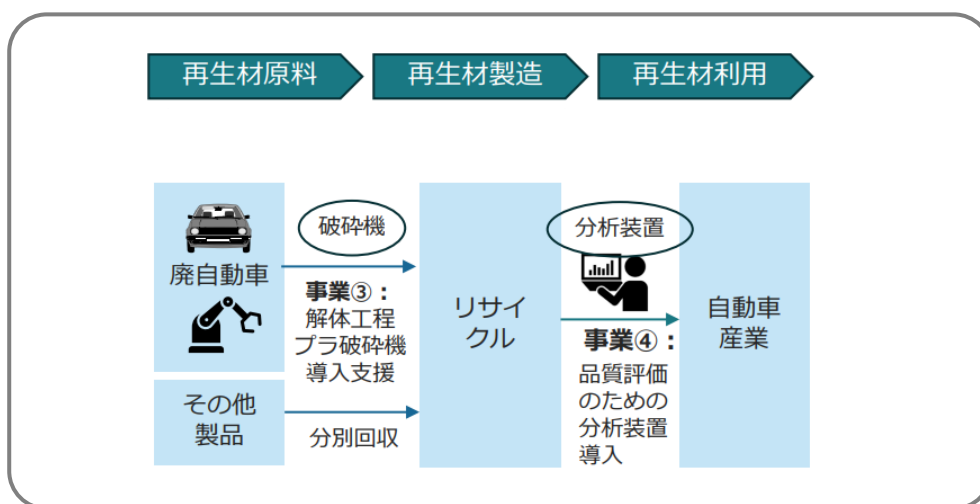 再生材原料
再生材製造
再生材利用
廃自動車
その他
製品
破砕機
事業③：
解体工程
プラ破砕機
導入支援
分別回収
リサイ
クル
分析装置
事業④：
品質評価
のための
分析装置
導入
自動車
産業